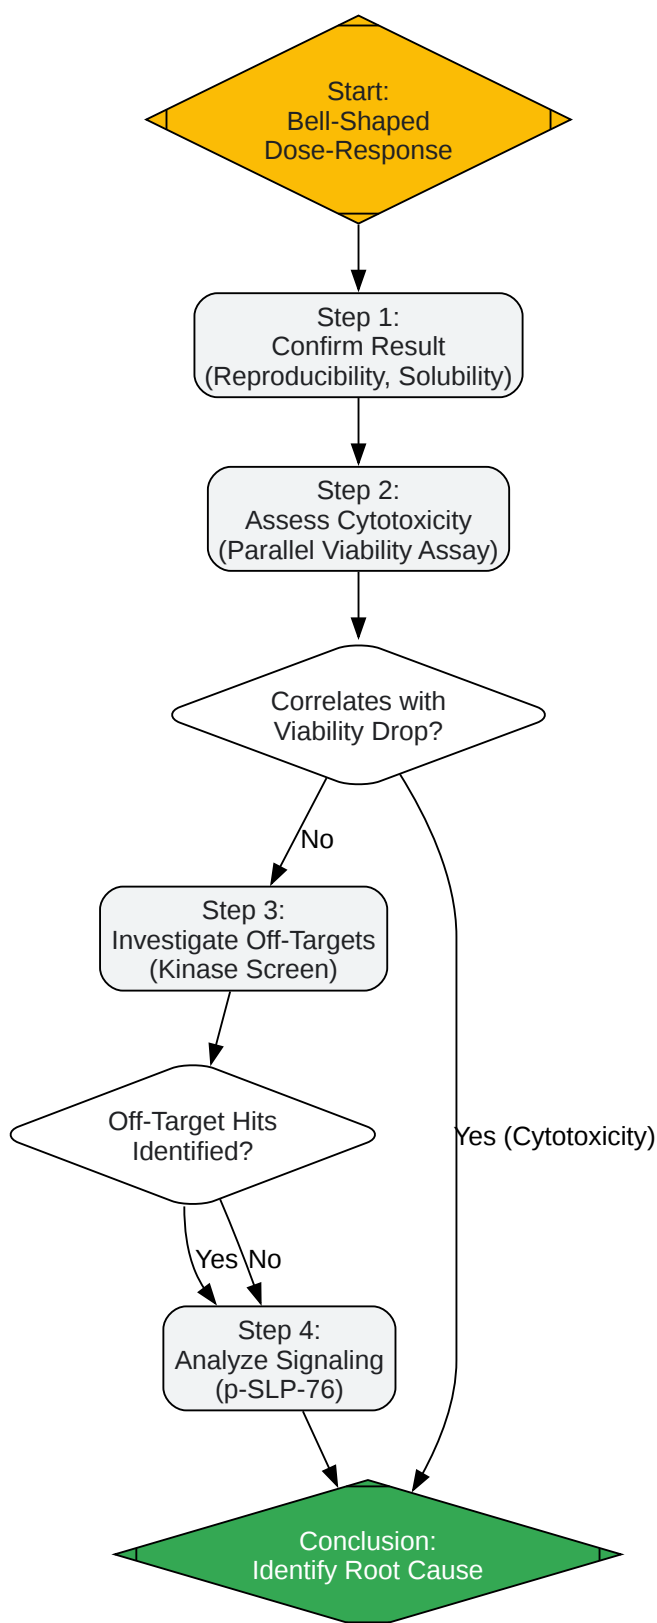 Start:
Bell-Shaped
Dose-Response
Step 1:
Confirm Result
(Reproducibility, Solubility)
Step 2:
Assess Cytotoxicity
(Parallel Viability Assay)
Correlates with
Viability Drop?
No
Step 3:
Investigate Off-Targets
(Kinase Screen)
Off-Target Hits
Identified?
Yes (Cytotoxicity)
Yes
No
Step 4:
Analyze Signaling
(p-SLP-76)
Conclusion:
Identify Root Cause